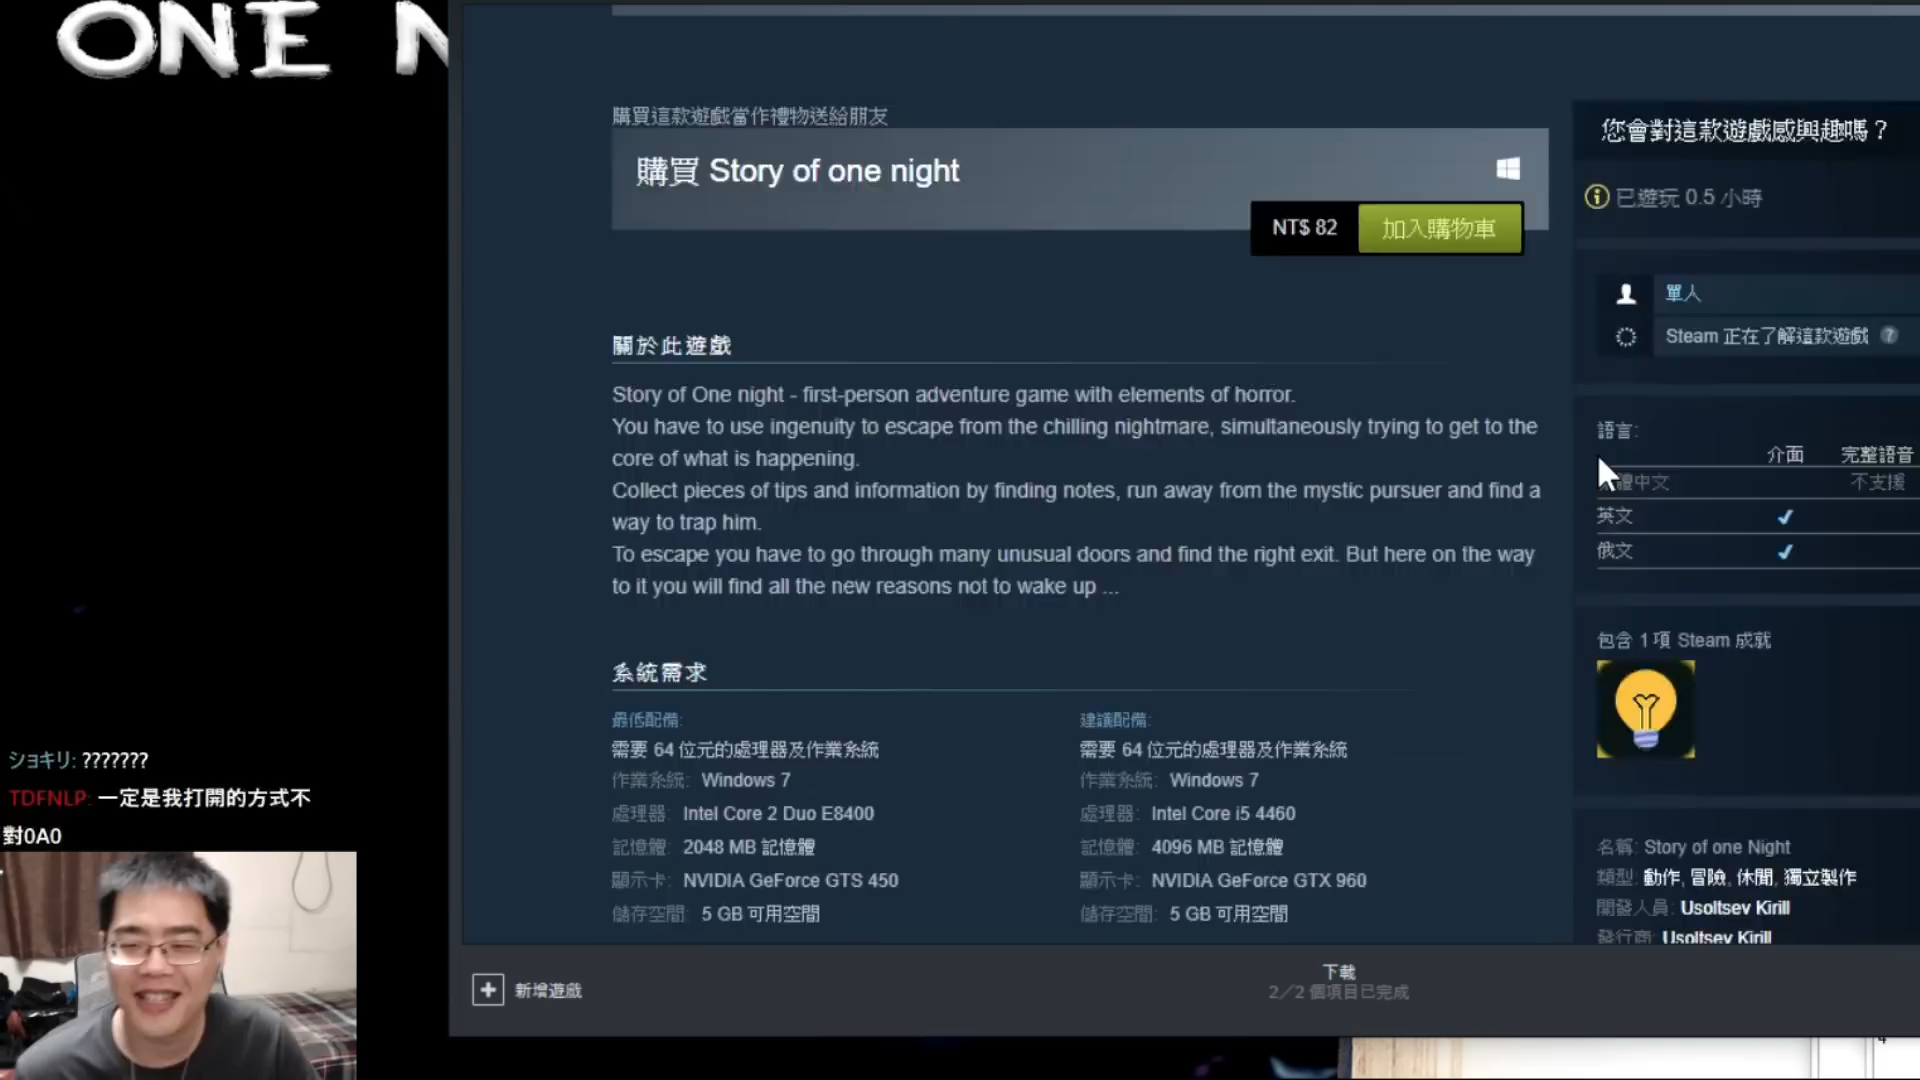 ONE N
購買這款遊戲當作禮物送給朋友
購買 Story of one night
NT$ 82
加入購物車
關於此遊戲
Story of One night - first-person adventure game with elements of horror.
You have to use ingenuity to escape from the chilling nightmare, simultaneously trying to get to the
core of what is happening.
Collect pieces of tips and information by finding notes, run away from the mystic pursuer and find a
way to trap him.
To escape you have to go through many unusual doors and find the right exit. But here on the way
to it you will find all the new reasons not to wake up ...
系統需求
最低配備:
需要 64 位元的處理器及作業系統
作業系統: Windows 7
處理器: Intel Core 2 Duo E8400
記憶體: 2048 MB 記憶體
顯示卡: NVIDIA GeForce GTS 450
儲存空間: 5 GB 可用空間
建議配備:
需要 64 位元的處理器及作業系統
作業系統: Windows 7
處理器: Intel Core i5 4460
記憶體: 4096 MB 記憶體
顯示卡: NVIDIA GeForce GTX 960
儲存空間: 5 GB 可用空間
您會對這款遊戲感興趣嗎？
已遊玩 0.5 小時
單人
Steam 正在了解這款遊戲 ?
語言:
介面 完整語音
體中文 不支援
英文
俄文
包含 1 項 Steam 成就
名稱: Story of one Night
類型: 動作, 冒險, 休閒, 獨立製作
開發人員: Usoltsev Kirill
發行商: Usoltsev Kirill
ショキリ: ???????
TDFNLP: 一定是我打開的方式不
對0A0
新增遊戲
下載
2／2 個項目已完成
4